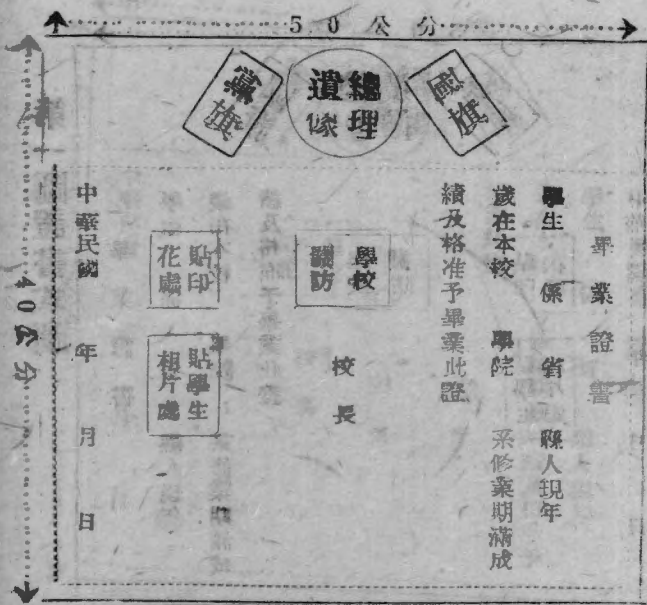 50公分
國旗
總理
遺像
黨旗
畢業證書
學生 係 省 縣人現年
歲在本校 學院 系修業期滿成
績及格准予畢業此證
學校
關防
校長
貼印
花處
貼學生
相片處
中華民國 年 月 日
40公分